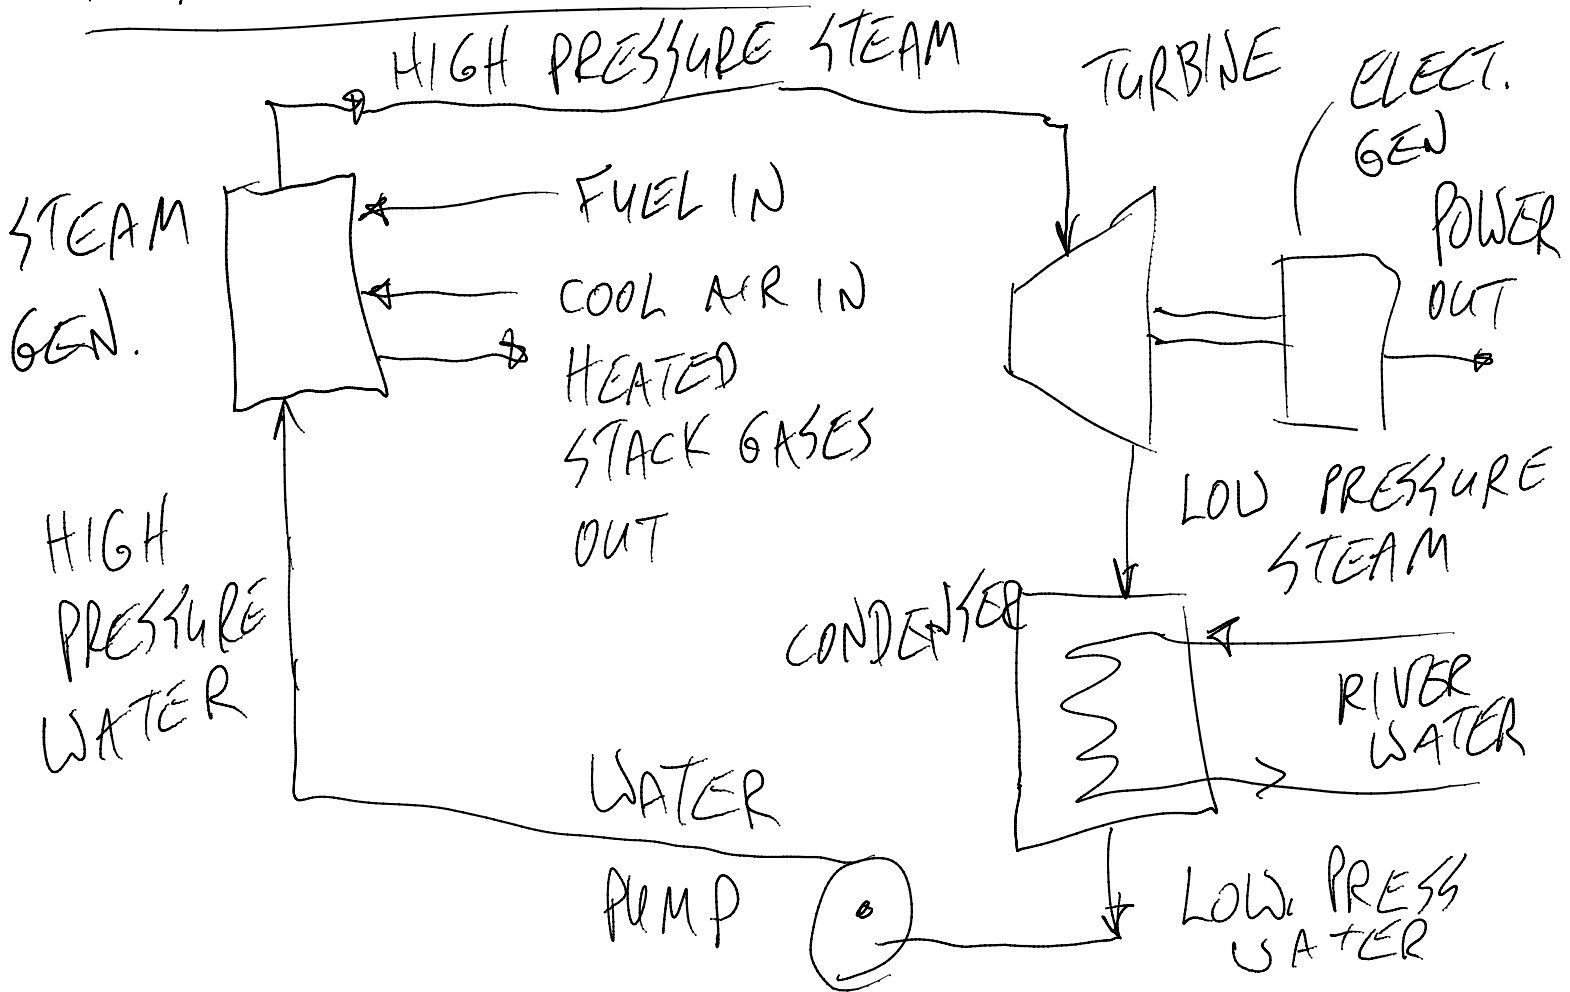 HIGH PRESSURE STEAM
TURBINE
ELECT.
GEN
POWER
OUT
STEAM
GEN.
FUEL IN
COOL AIR IN
HEATED
STACK GASES
OUT
LOW PRESSURE
STEAM
HIGH
PRESSURE
WATER
CONDENSER
RIVER
WATER
WATER
PUMP
LOW. PRESS
WATER